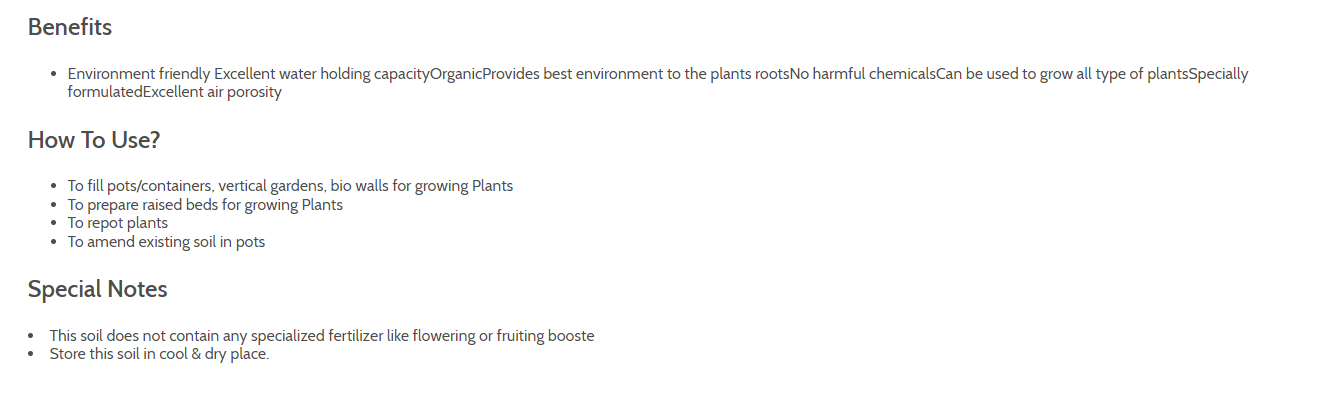 Benefits
• Environment friendly Excellent water holding capacityOrganicProvides best environment to the plants rootsNo harmful chemicalsCan be used to grow all type of plantsSpecially
formulatedExcellent air porosity
How To Use?
• To fill pots/containers, vertical gardens, bio walls for growing Plants
• To prepare raised beds for growing Plants
• To repot plants
• To amend existing soil in pots
Special Notes
• This soil does not contain any specialized fertilizer like flowering or fruiting booste
• Store this soil in cool & dry place.